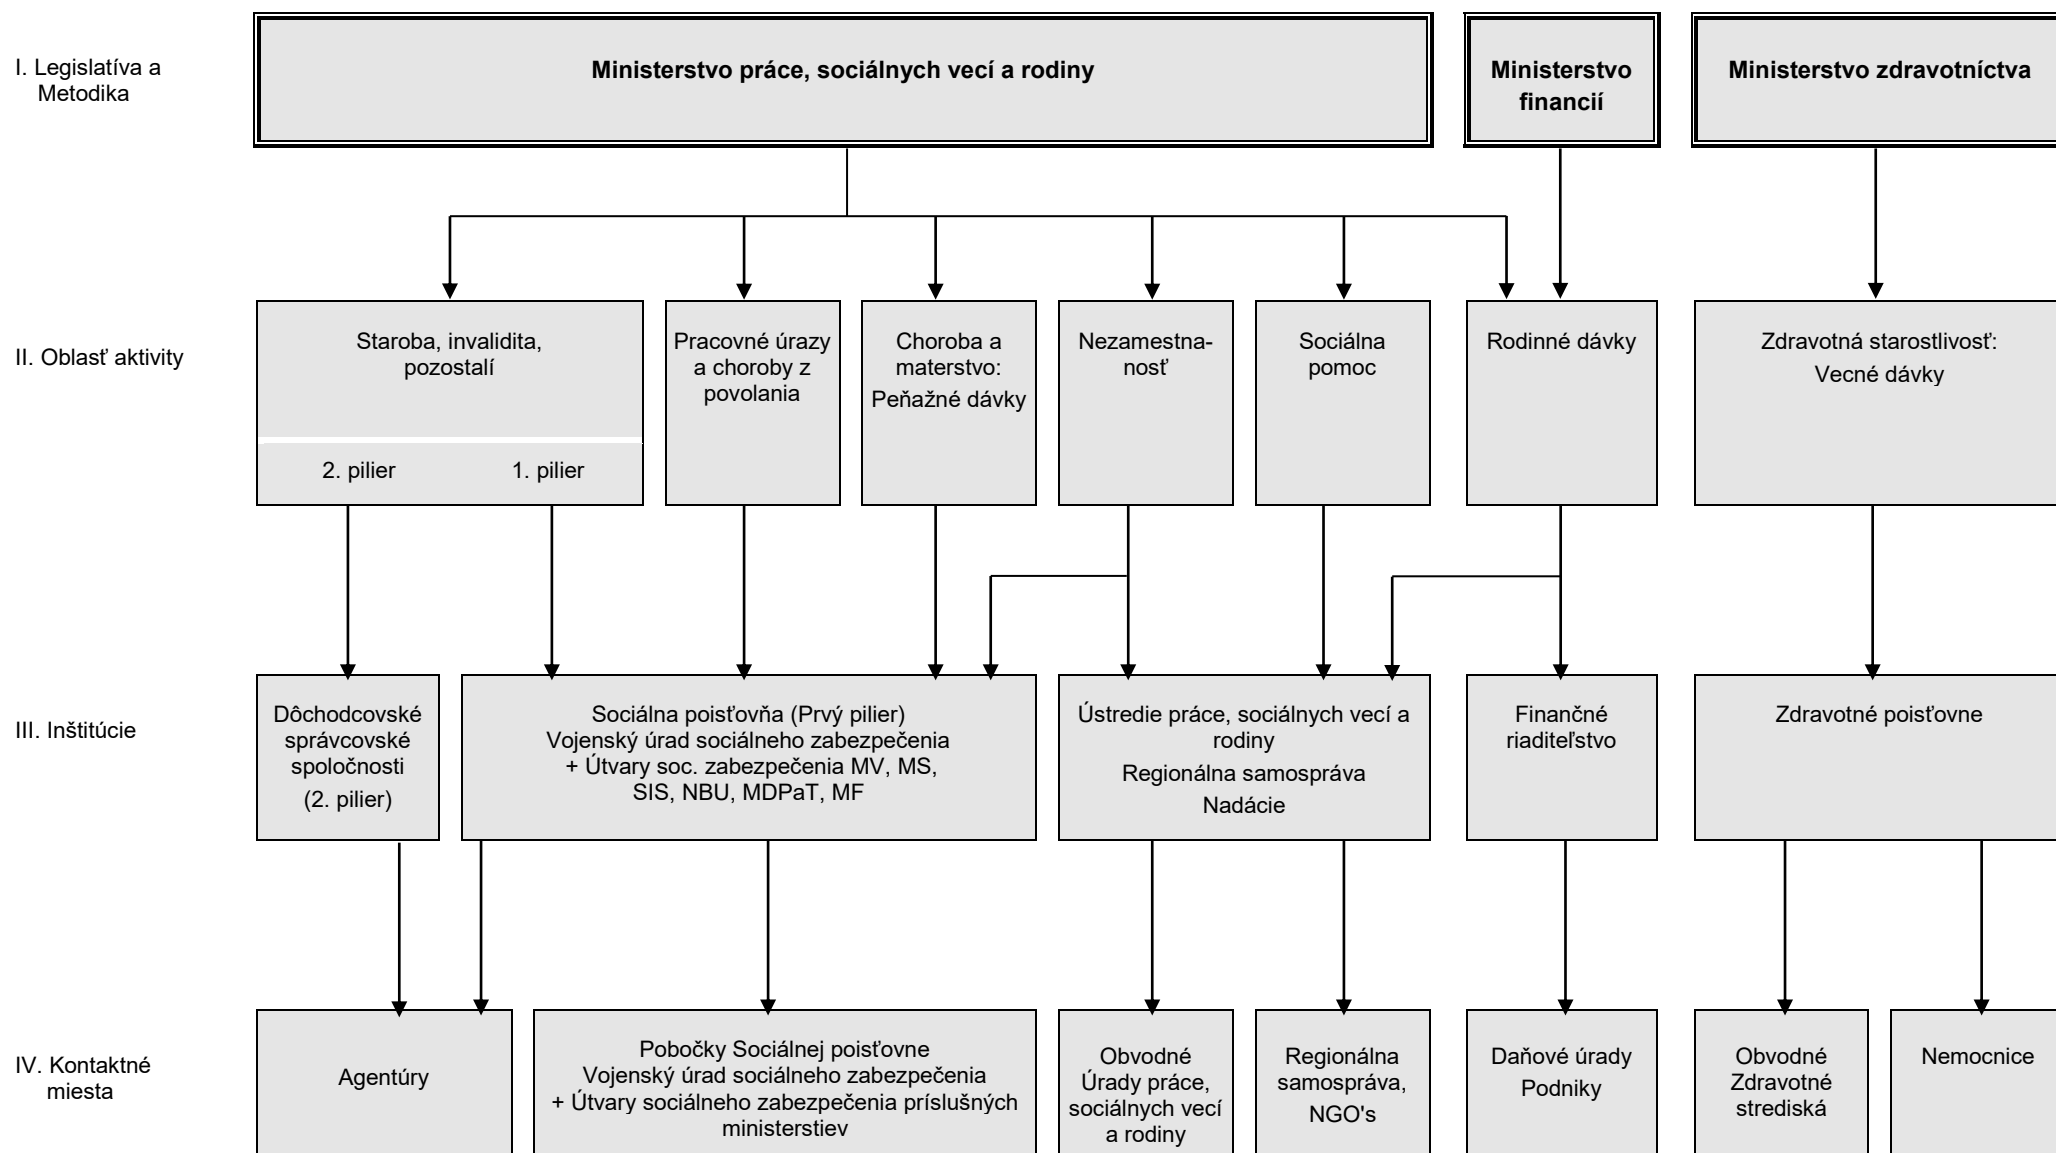 I. Legislatíva a
Metodika
Ministerstvo práce, sociálnych vecí a rodiny
Ministerstvo
financií
Ministerstvo zdravotníctva
II. Oblasť aktivity
Staroba, invalidita,
pozostalí
2. pilier
1. pilier
Pracovné úrazy
a choroby z
povolania
Choroba a
materstvo:
Peňažné dávky
Nezamestna-
nosť
Sociálna
pomoc
Rodinné dávky
Zdravotná starostlivosť:
Vecné dávky
III. Inštitúcie
Dôchodcovské
správcovské
spoločnosti
(2. pilier)
Sociálna poisťovňa (Prvý pilier)
Vojenský úrad sociálneho zabezpečenia
+ Útvary soc. zabezpečenia MV, MS,
SIS, NBU, MDPaT, MF
Ústredie práce, sociálnych vecí a
rodiny
Regionálna samospráva
Nadácie
Finančné
riaditeľstvo
Zdravotné poisťovne
IV. Kontaktné
miesta
Agentúry
Pobočky Sociálnej poisťovne
Vojenský úrad sociálneho zabezpečenia
+ Útvary sociálneho zabezpečenia príslušných
ministerstiev
Obvodné
Úrady práce,
sociálnych vecí
a rodiny
Regionálna
samospráva,
NGO's
Daňové úrady
Podniky
Obvodné
Zdravotné
strediská
Nemocnice